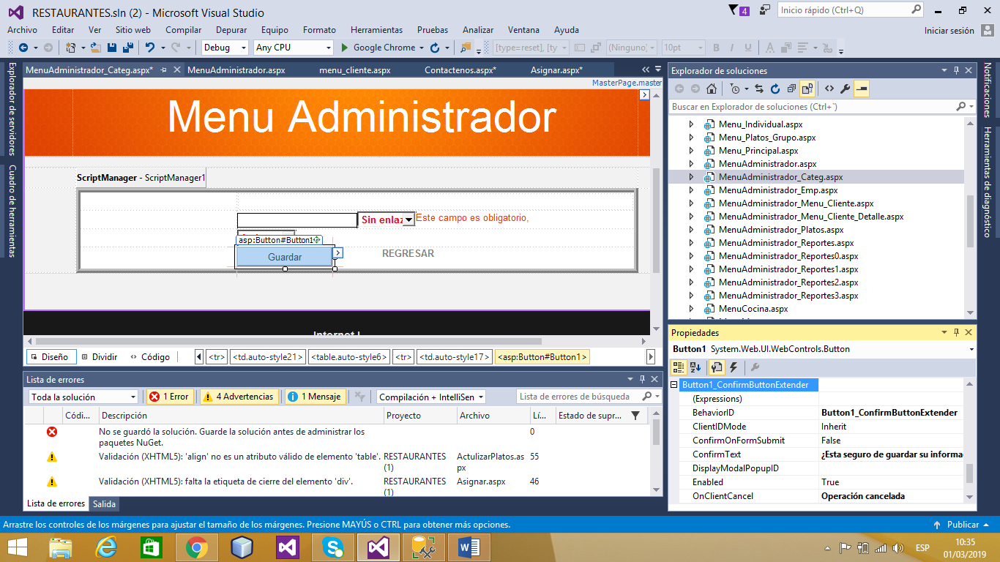 RESTAURANTES.sln (2) - Microsoft Visual Studio
4
Inicio rápido (Ctrl+Q)
Archivo Editar Ver Sitio web Compilar Depurar Equipo Formato Herramientas Pruebas Analizar Ventana Ayuda
Iniciar sesión
Debug Any CPU Google Chrome [type=reset], [ty (Ninguno) 10pt
Explorador de servidores
Cuadro de herramientas
MenuAdministrador_Categ.aspx* MenuAdministrador.aspx menu_cliente.aspx Contactenos.aspx* Asignar.aspx*
MasterPage.master
Menu Administrador
ScriptManager - ScriptManager1
Sin enlaz Este campo es obligatorio,
asp:Button#Button1
Guardar REGRESAR
Internet I
Diseño Dividir Código <tr> <td.auto-style21> <table.auto-style6> <tr> <td.auto-style17> <asp:Button#Button1>
Lista de errores
Toda la solución 1 Error 4 Advertencias 1 Mensaje Compilación + IntelliSen Lista de errores de búsqueda
Códi... Descripción Proyecto Archivo Lí... Estado de supr...
No se guardó la solución. Guarde la solución antes de administrar los paquetes NuGet. 0
Validación (XHTML5): 'align' no es un atributo válido de elemento 'table'. RESTAURANTES (1) ActulizarPlatos.aspx 55
Validación (XHTML5): falta la etiqueta de cierre del elemento 'div'. RESTAURANTES (1) Asignar.aspx 46
Lista de errores Salida
Explorador de soluciones
Buscar en Explorador de soluciones (Ctrl+¨)
Menu_Individual.aspx
Menu_Platos_Grupo.aspx
Menu_Principal.aspx
MenuAdministrador.aspx
MenuAdministrador_Categ.aspx
MenuAdministrador_Emp.aspx
MenuAdministrador_Menu_Cliente.aspx
MenuAdministrador_Menu_Cliente_Detalle.aspx
MenuAdministrador_Platos.aspx
MenuAdministrador_Reportes.aspx
MenuAdministrador_Reportes0.aspx
MenuAdministrador_Reportes1.aspx
MenuAdministrador_Reportes2.aspx
MenuAdministrador_Reportes3.aspx
MenuCocina.aspx
Propiedades
Button1 System.Web.UI.WebControls.Button
Button1_ConfirmButtonExtender
(Expressions)
BehaviorID Button1_ConfirmButtonExtender
ClientIDMode Inherit
ConfirmOnFormSubmit False
ConfirmText ¿Esta seguro de guardar su informa
DisplayModalPopupID
Enabled True
OnClientCancel Operación cancelada
Notificaciones
Herramientas de diagnóstico
Arrastre los controles de los márgenes para ajustar el tamaño de los márgenes. Presione MAYÚS o CTRL para obtener más opciones.
Publicar
ESP
10:35
01/03/2019